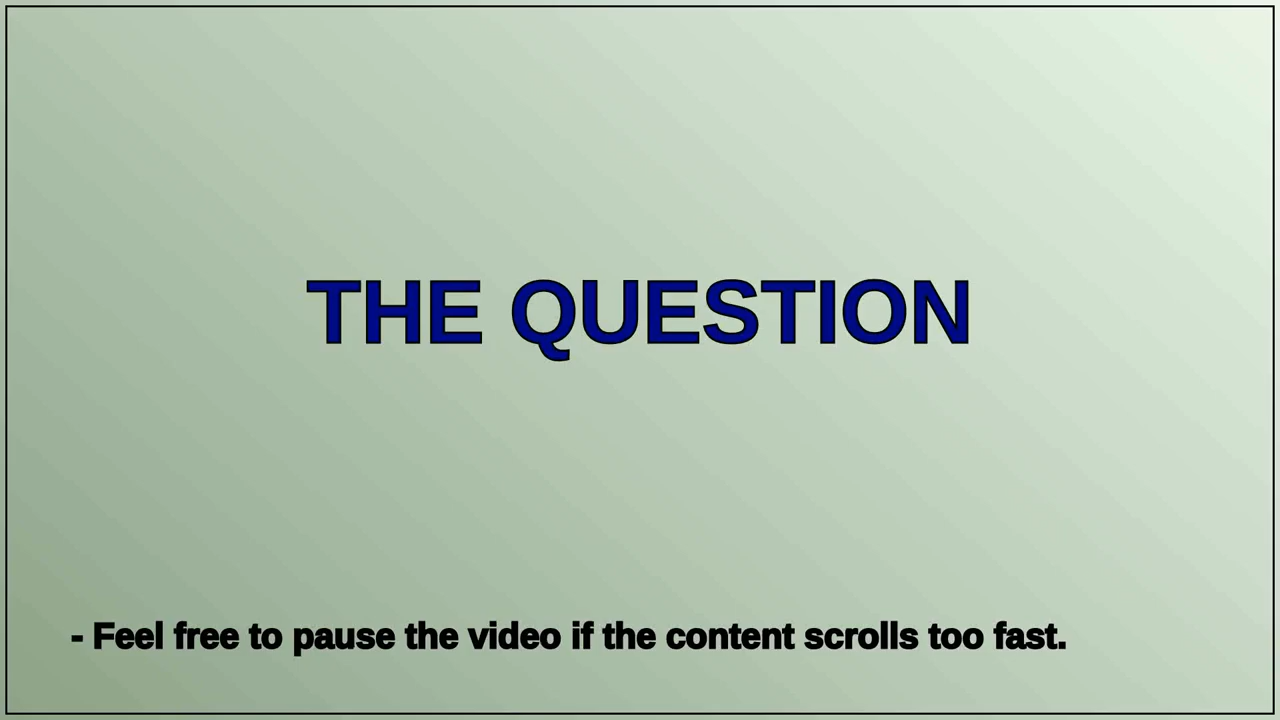 THE QUESTION
- Feel free to pause the video if the content scrolls too fast.